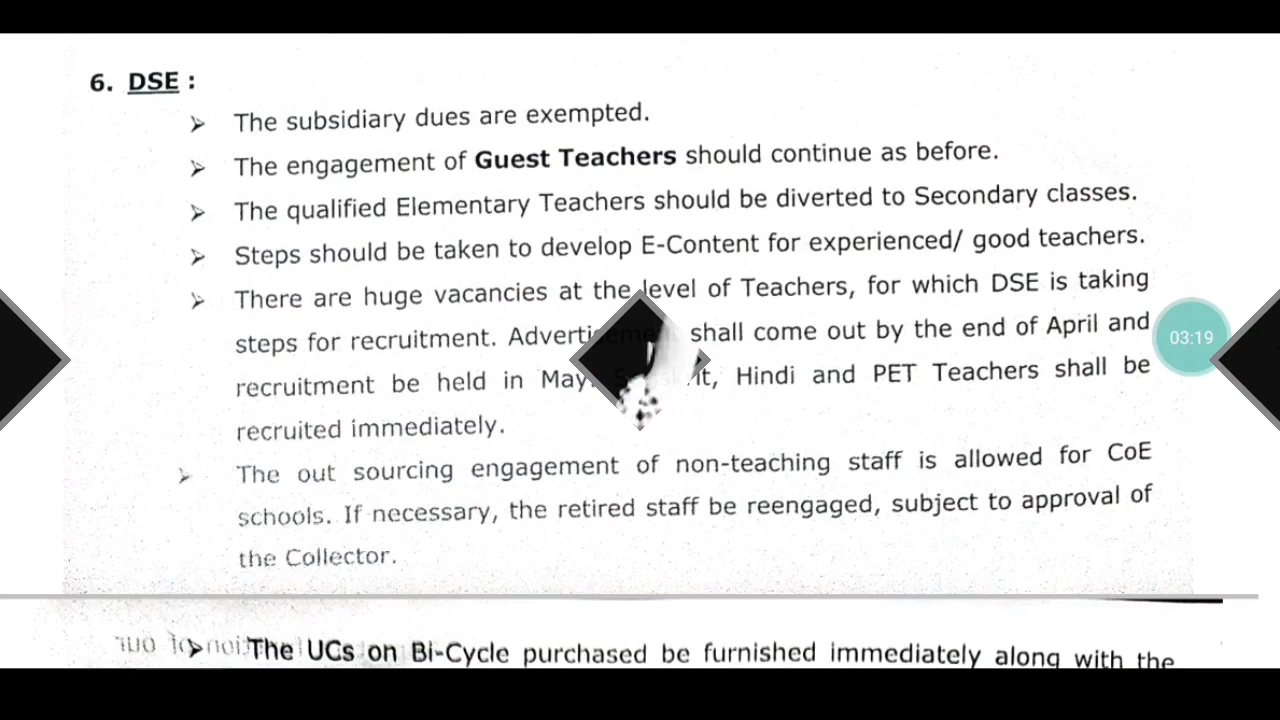 6. DSE :
➢ The subsidiary dues are exempted.
➢ The engagement of Guest Teachers should continue as before.
➢ The qualified Elementary Teachers should be diverted to Secondary classes.
➢ Steps should be taken to develop E-Content for experienced/ good teachers.
➢ There are huge vacancies at the level of Teachers, for which DSE is taking
steps for recruitment. Advertisement shall come out by the end of April and
recruitment be held in May. Hindi and PET Teachers shall be
recruited immediately.
➢ The out sourcing engagement of non-teaching staff is allowed for CoE
schools. If necessary, the retired staff be reengaged, subject to approval of
the Collector.
➢ The UCs on Bi-Cycle purchased be furnished immediately along with the
03:19